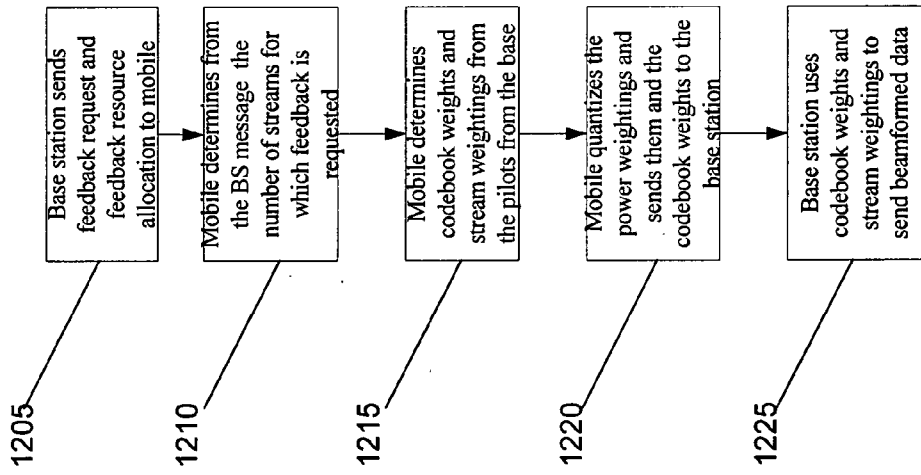 1205
Base station sends
feedback request and
feedback resource
allocation to mobile
1210
Mobile determines from
the BS message the
number of streams for
which feedback is
requested
1215
Mobile determines
codebook weights and
stream weightings from
the pilots from the base
1220
Mobile quantizes the
power weightings and
sends them and the
codebook weights to the
base station
1225
Base station uses
codebook weights and
stream weightings to
send beamformed data